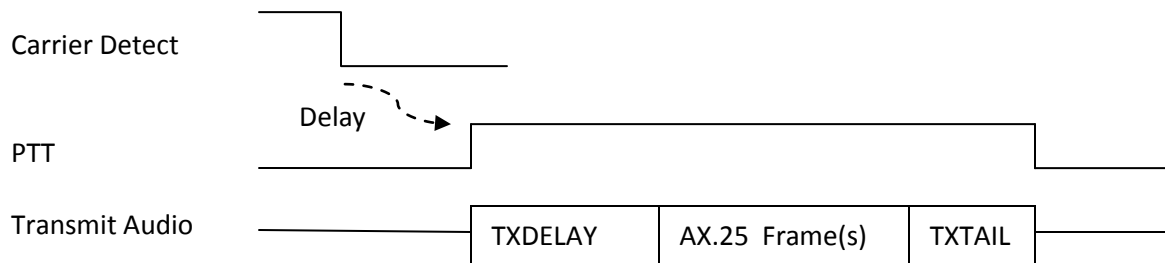 Carrier Detect
Delay
PTT
Transmit Audio
TXDELAY
AX.25 Frame(s)
TXTAIL